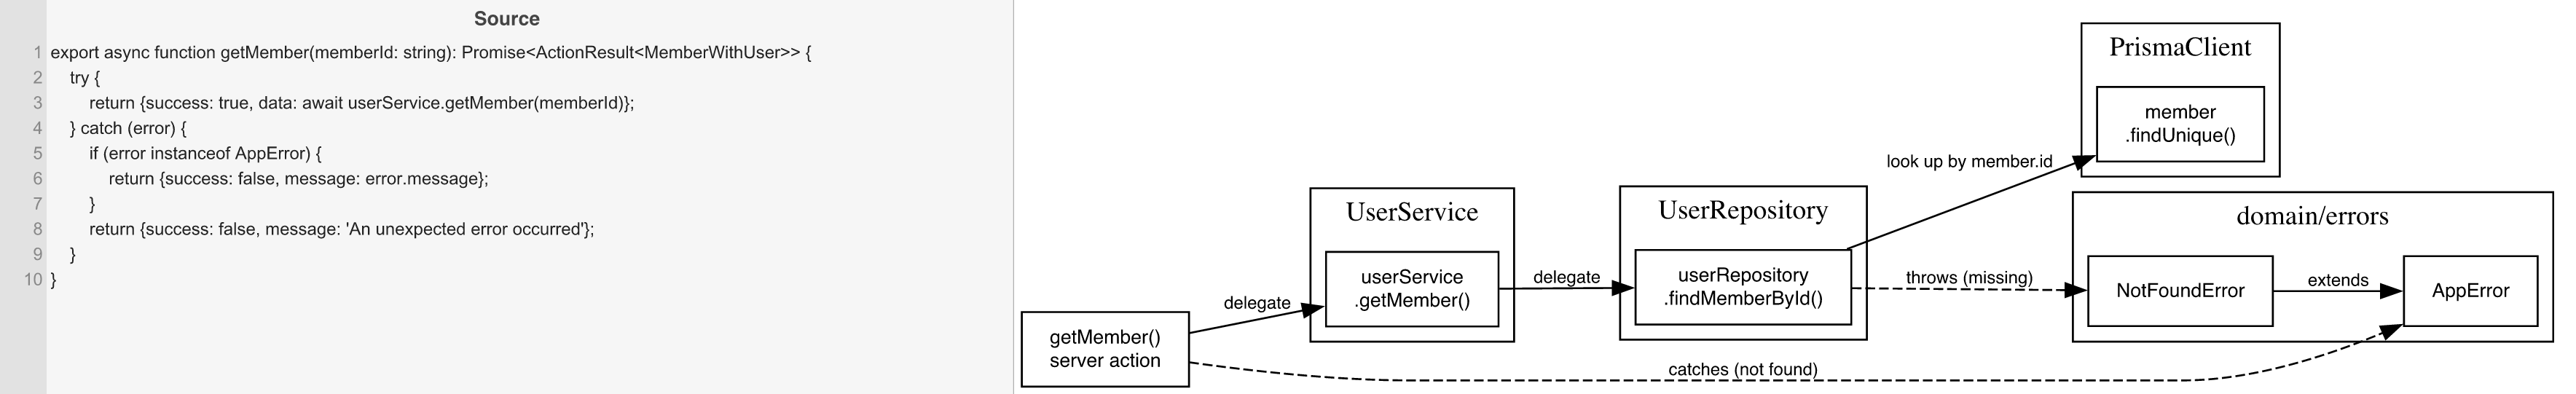 Source
1 export async function getMember(memberId: string): Promise<ActionResult<MemberWithUser>> {
2 try {
3 return {success: true, data: await userService.getMember(memberId)};
4 } catch (error) {
5 if (error instanceof AppError) {
6 return {success: false, message: error.message};
7 }
8 return {success: false, message: 'An unexpected error occurred'};
9 }
10 }
getMember()
server action
delegate
UserService
userService
.getMember()
delegate
UserRepository
userRepository
.findMemberById()
look up by member.id
PrismaClient
member
.findUnique()
throws (missing)
domain/errors
NotFoundError
extends
AppError
catches (not found)